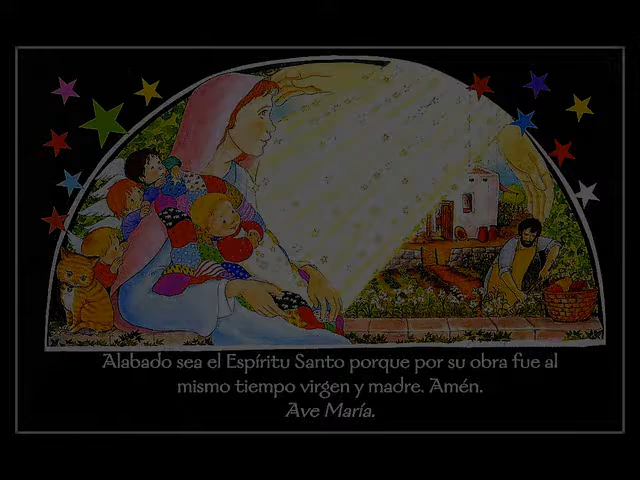 Alabado sea el Espíritu Santo porque por su obra fue al
mismo tiempo virgen y madre. Amén.
Ave María.